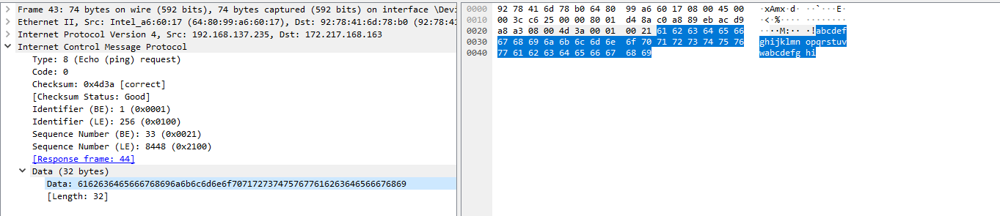 Frame 43: 74 bytes on wire (592 bits), 74 bytes captured (592 bits) on interface \Devi
Ethernet II, Src: Intel_a6:60:17 (64:80:99:a6:60:17), Dst: 92:78:41:6d:78:b0 (92:78:41
Internet Protocol Version 4, Src: 192.168.137.235, Dst: 172.217.168.163
Internet Control Message Protocol
Type: 8 (Echo (ping) request)
Code: 0
Checksum: 0x4d3a [correct]
[Checksum Status: Good]
Identifier (BE): 1 (0x0001)
Identifier (LE): 256 (0x0100)
Sequence Number (BE): 33 (0x0021)
Sequence Number (LE): 8448 (0x2100)
[Response frame: 44]
Data (32 bytes)
Data: 6162636465666768696a6b6c6d6e6f7071727374757677616263646566676869
[Length: 32]
0000 92 78 41 6d 78 b0 64 80 99 a6 60 17 08 00 45 00 ·xAmx·d· ··`···E·
0010 00 3c c6 25 00 00 80 01 d4 8a c0 a8 89 eb ac d9 ·<·%···· ········
0020 a8 a3 08 00 4d 3a 00 01 00 21 61 62 63 64 65 66 ····M:·· ·!abcdef
0030 67 68 69 6a 6b 6c 6d 6e 6f 70 71 72 73 74 75 76 ghijklmn opqrstuv
0040 77 61 62 63 64 65 66 67 68 69 wabcdefg hi